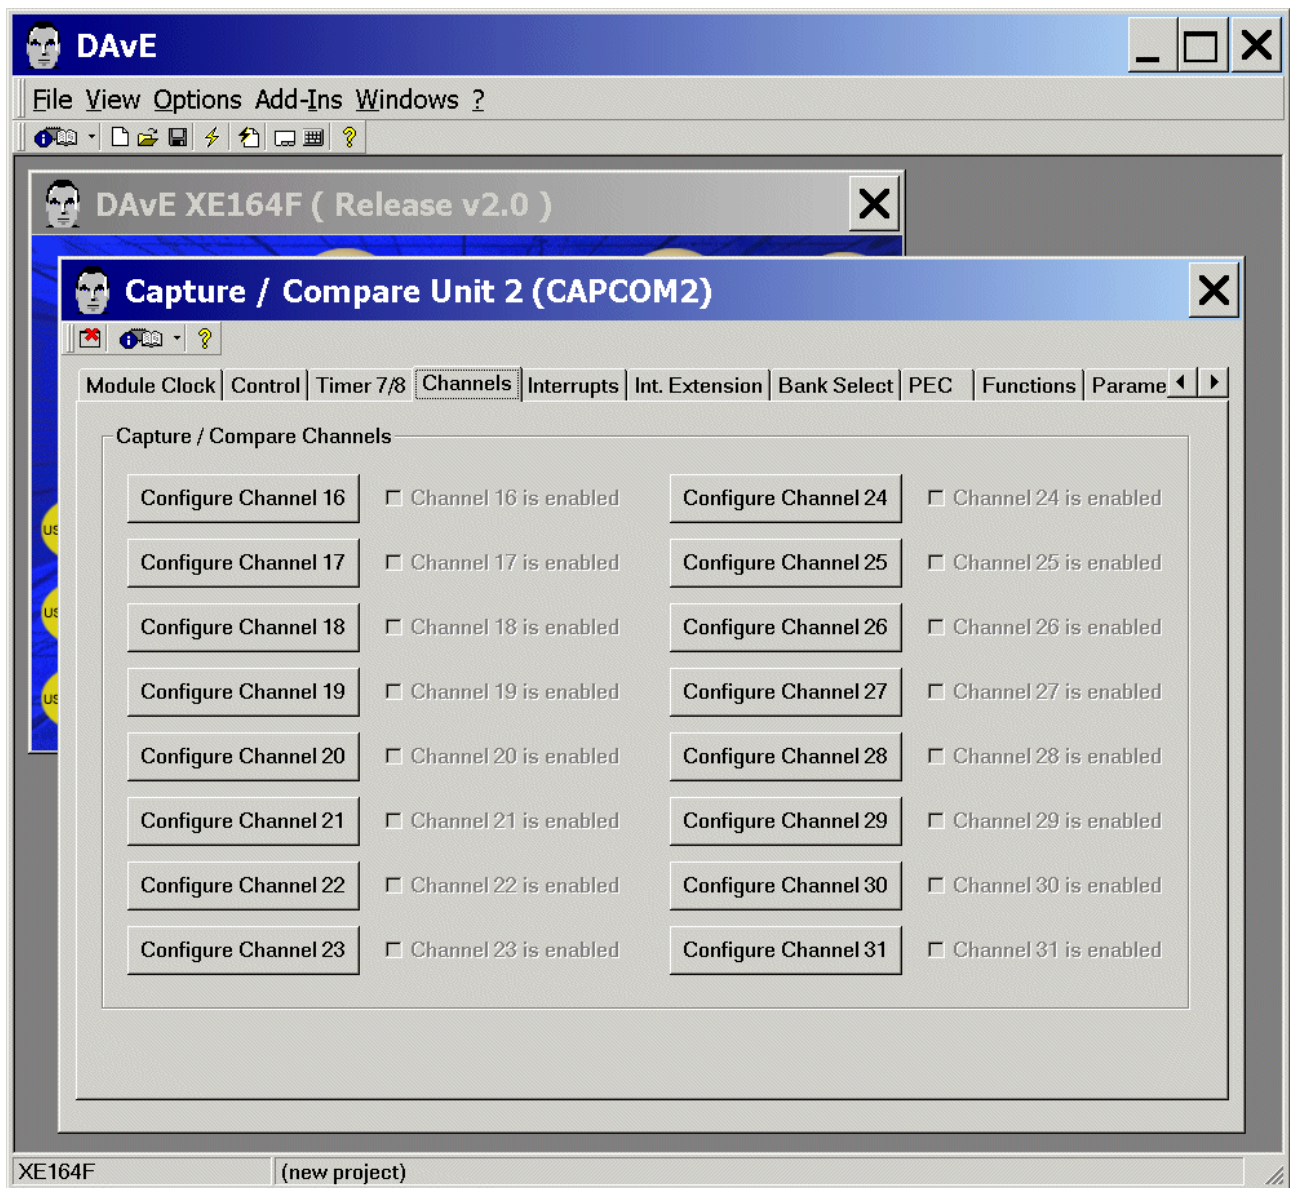 DAvE
File View Options Add-Ins Windows ?
DAvE XE164F ( Release v2.0 )
Capture / Compare Unit 2 (CAPCOM2)
Module Clock Control Timer 7/8 Channels Interrupts Int. Extension Bank Select PEC Functions Parame
Capture / Compare Channels
Configure Channel 16 Channel 16 is enabled Configure Channel 24 Channel 24 is enabled
Configure Channel 17 Channel 17 is enabled Configure Channel 25 Channel 25 is enabled
Configure Channel 18 Channel 18 is enabled Configure Channel 26 Channel 26 is enabled
Configure Channel 19 Channel 19 is enabled Configure Channel 27 Channel 27 is enabled
Configure Channel 20 Channel 20 is enabled Configure Channel 28 Channel 28 is enabled
Configure Channel 21 Channel 21 is enabled Configure Channel 29 Channel 29 is enabled
Configure Channel 22 Channel 22 is enabled Configure Channel 30 Channel 30 is enabled
Configure Channel 23 Channel 23 is enabled Configure Channel 31 Channel 31 is enabled
US
US
US
XE164F (new project)